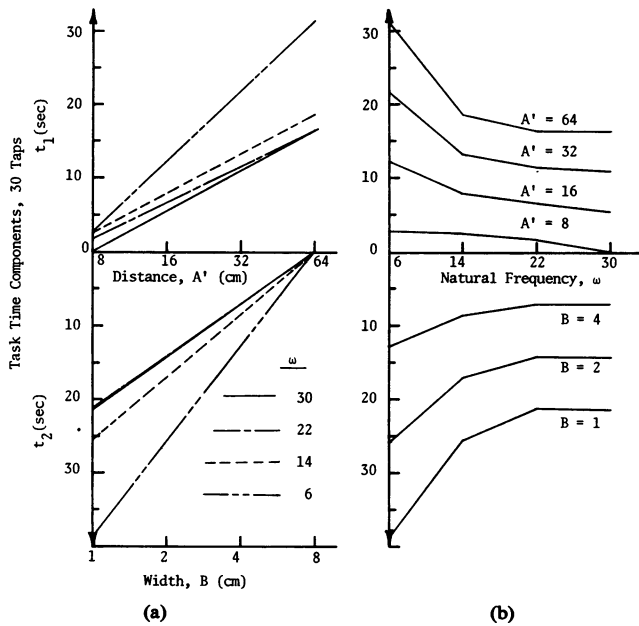 (a)
(b)
Task Time Components, 30 Taps
t1(sec)
30
20
10
0
8 16 32 64
Distance, A' (cm)
t2(sec)
10
20
30
1 2 4 8
Width, B (cm)
ω
30
22
14
6
30
20
10
0
A' = 64
A' = 32
A' = 16
A' = 8
6 14 22 30
Natural Frequency, ω
10
20
30
B = 4
B = 2
B = 1
(a)
(b)